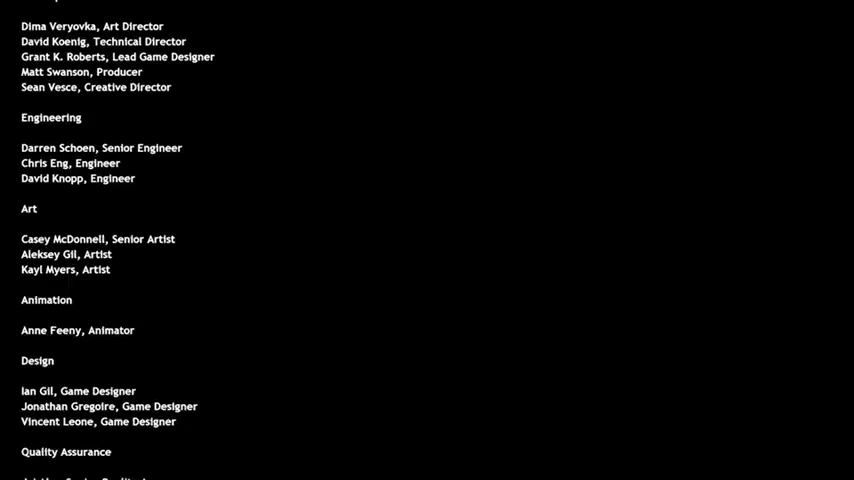 Dima Veryovka, Art Director
David Koenig, Technical Director
Grant K. Roberts, Lead Game Designer
Matt Swanson, Producer
Sean Vesce, Creative Director
Engineering
Darren Schoen, Senior Engineer
Chris Eng, Engineer
David Knopp, Engineer
Art
Casey McDonnell, Senior Artist
Aleksey Gil, Artist
Kayl Myers, Artist
Animation
Anne Feeny, Animator
Design
Ian Gil, Game Designer
Jonathan Gregoire, Game Designer
Vincent Leone, Game Designer
Quality Assurance